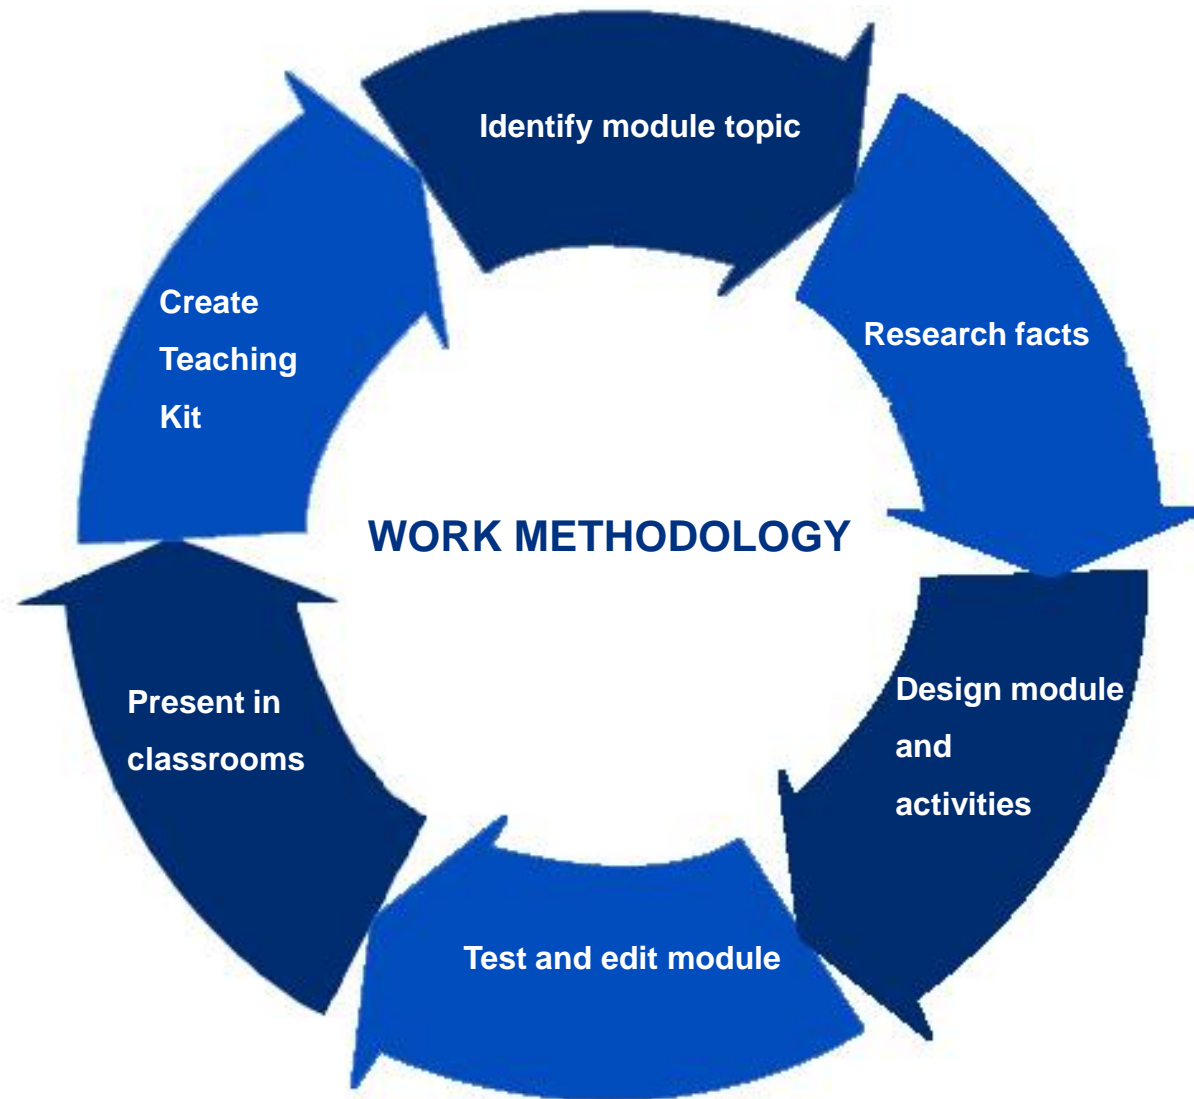 Identify module topic
Research facts
Design module
and
activities
Test and edit module
Present in
classrooms
Create
Teaching
Kit
WORK METHODOLOGY